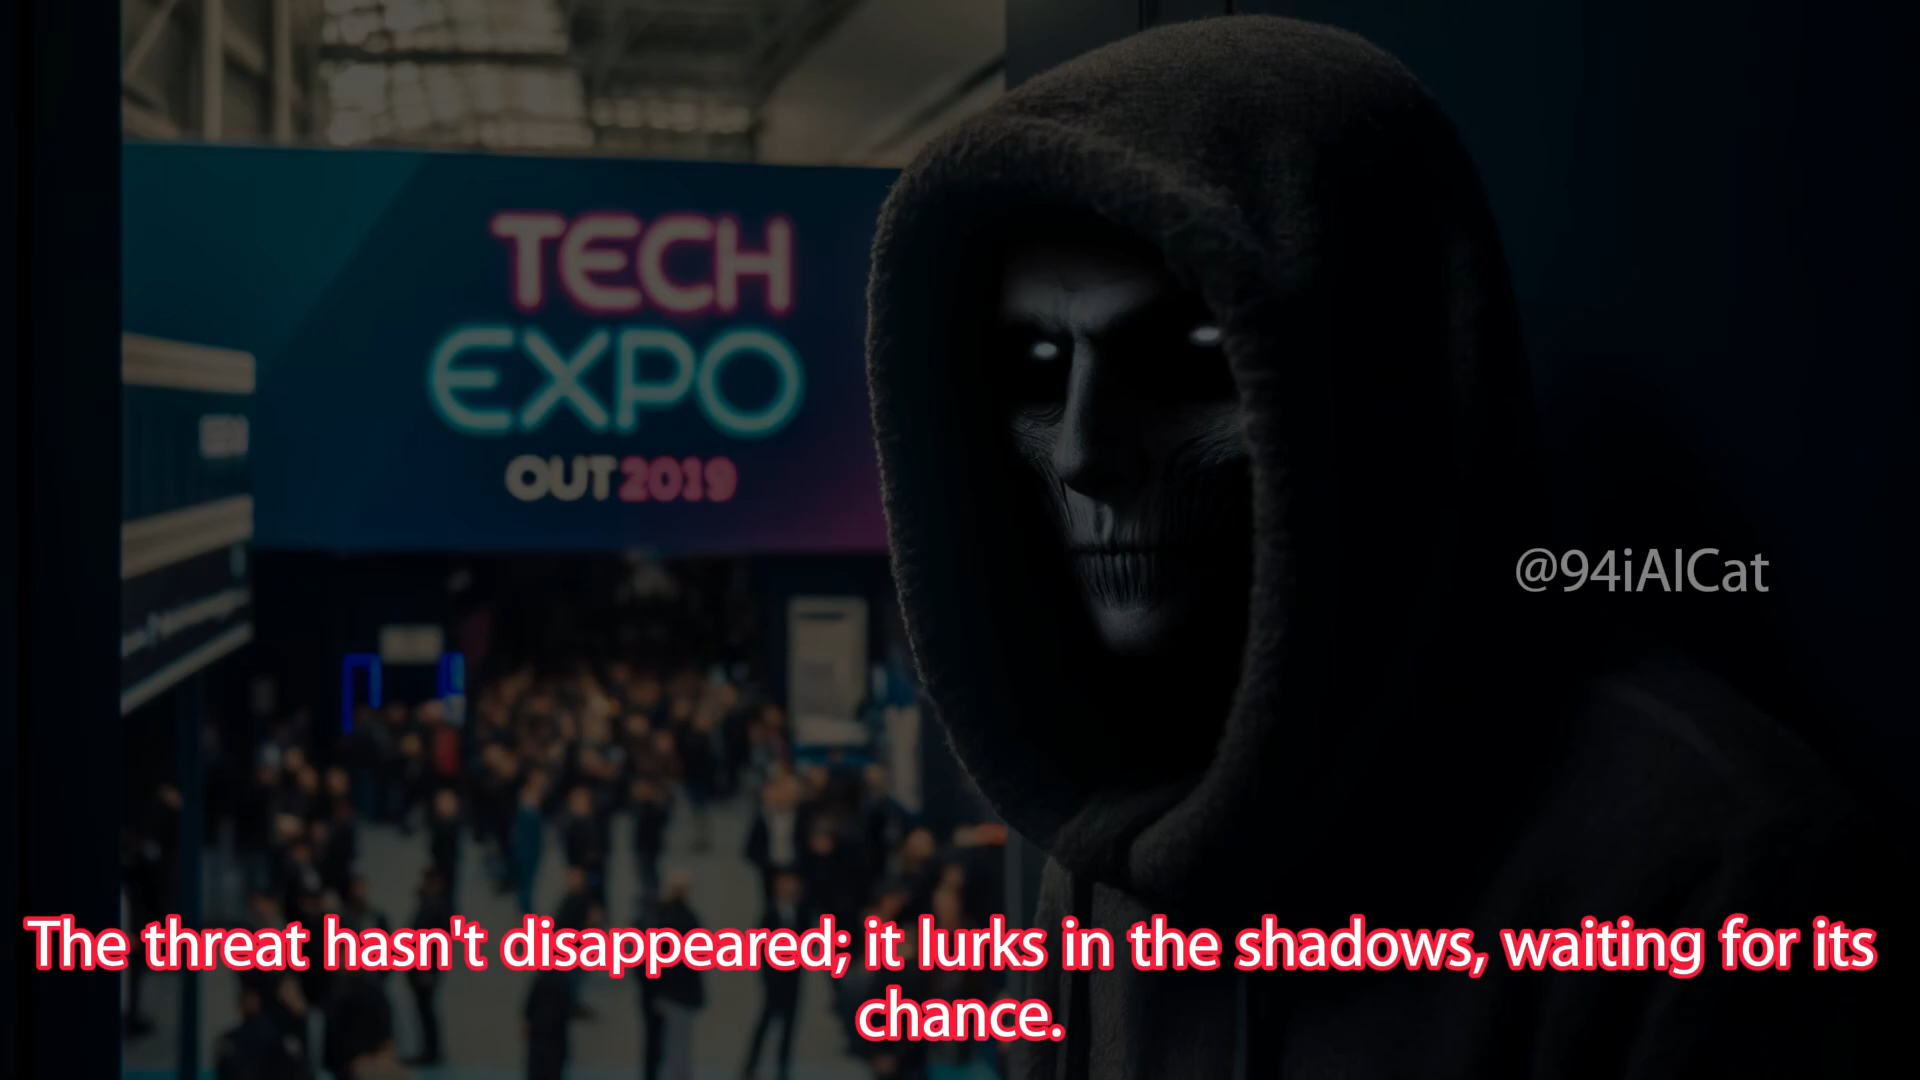 TECH
EXPO
OUT 2019
@94iAICat
The threat hasn't disappeared; it lurks in the shadows, waiting for its
chance.